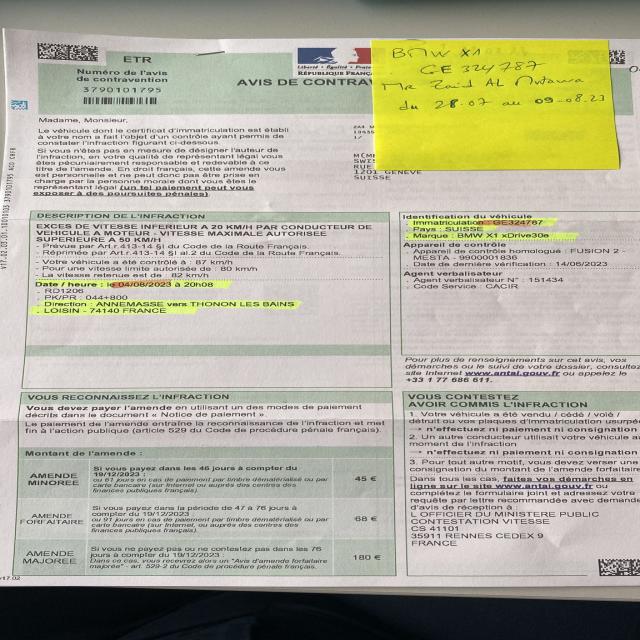 ETR
Numéro de l'avis
de contravention
3790101795
Liberté • Égalité • Frate
RÉPUBLIQUE FRANÇA
AVIS DE CONTRAV
BMW X1
GE 324787
Mr Zaid AL Mutawa
du 28.07 au 09-08.23
Madame, Monsieur,
Le véhicule dont le certificat d'immatriculation est établi
à votre nom a fait l'objet d'un contrôle ayant permis de
constater l'infraction figurant ci-dessous.
Si vous n'êtes pas en mesure de désigner l'auteur de
l'infraction, en votre qualité de représentant légal vous
êtes pécuniairement responsable et redevable à ce
titre de l'amende. En droit français, cette amende vous
est personnelle et ne peut donc pas être prise en
charge par la personne morale dont vous êtes le
représentant légal (un tel paiement peut vous
exposer à des poursuites pénales).
1201 GENEVE
SUISSE
DESCRIPTION DE L'INFRACTION
EXCES DE VITESSE INFERIEUR A 20 KM/H PAR CONDUCTEUR DE
VEHICULE A MOTEUR - VITESSE MAXIMALE AUTORISEE
SUPERIEURE A 50 KM/H
- Prévue par Art.r.413-14 §i du Code de la Route Français.
- Réprimée par Art.r.413-14 §i al.2 du Code de la Route Français.
- Votre véhicule a été contrôlé à : 87 km/h
- Pour une vitesse limite autorisée de : 80 km/h
- La vitesse retenue est de : 82 km/h
Date / heure : le 04/08/2023 à 20h08
- RD1206
- PK/PR : 044+800
- Direction : ANNEMASSE vers THONON LES BAINS
- LOISIN - 74140 FRANCE
Identification du véhicule
- Immatriculation : GE324787
- Pays : SUISSE
- Marque : BMW X1 xDrive30e
Appareil de contrôle
- Appareil de contrôle homologué : FUSION 2
- MESTA - 9900001836
- Date de dernière vérification : 14/06/2023
Agent verbalisateur
- Agent verbalisateur N° : 151434
- Code Service : CACIR
Pour plus de renseignements sur cet avis, vos
démarches ou le suivi de votre dossier, consultez
site Internet www.antai.gouv.fr ou appelez le
+33 1 77 686 611.
VOUS RECONNAISSEZ L'INFRACTION
Vous devez payer l'amende en utilisant un des modes de paiement
décrits dans le document « Notice de paiement ».
Le paiement de l'amende entraîne la reconnaissance de l'infraction et met
fin à l'action publique (article 529 du Code de procédure pénale français).
Montant de l'amende :
AMENDE
MINOREE
Si vous payez dans les 46 jours à compter du
19/12/2023 :
ou 61 jours en cas de paiement par timbre dématérialisé ou par
carte bancaire (sur Internet ou auprès des centres des
finances publiques français).
45 €
AMENDE
FORFAITAIRE
Si vous payez dans la période de 47 à 76 jours à
compter du 19/12/2023 :
ou 91 jours en cas de paiement par timbre dématérialisé ou par
carte bancaire (sur Internet ou auprès des centres des
finances publiques français).
68 €
AMENDE
MAJOREE
Si vous ne payez pas ou ne contestez pas dans les 76
jours à compter du 19/12/2023 :
Dans ce cas, vous recevrez alors un "Avis d'amende forfaitaire
majorée" - art. 529-2 du Code de procédure pénale français.
180 €
VOUS CONTESTEZ
AVOIR COMMIS L'INFRACTION
1. Votre véhicule a été vendu / cédé / volé /
détruit ou vos plaques d'immatriculation usurpée
→ n'effectuez ni paiement ni consignation
2. Un autre conducteur utilisait votre véhicule au
moment de l'infraction
→ n'effectuez ni paiement ni consignation
3. Pour tout autre motif, vous devez verser une
consignation du montant de l'amende forfaitaire
Dans tous les cas, faites vos démarches en
ligne sur le site www.antai.gouv.fr ou
complétez le formulaire joint et adressez votre
requête par lettre recommandée avec demande
d'avis de réception à :
L OFFICIER DU MINISTERE PUBLIC
CONTESTATION VITESSE
CS 41101
35911 RENNES CEDEX 9
FRANCE
v17.02